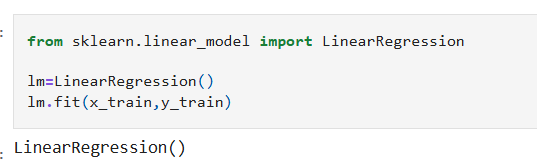 :
from sklearn.linear_model import LinearRegression
lm=LinearRegression()
lm.fit(x_train,y_train)
:
LinearRegression()